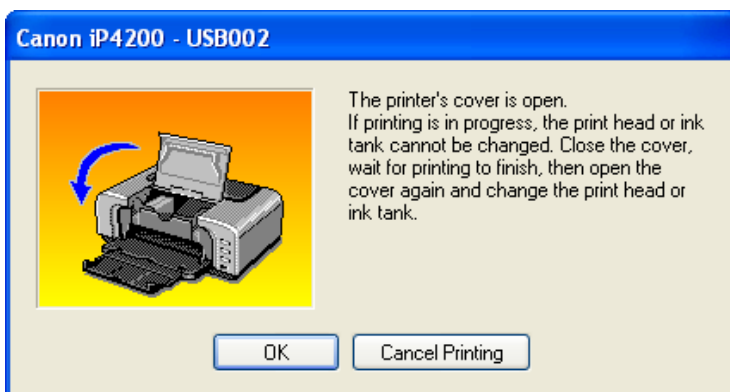 Canon iP4200 - USB002
The printer's cover is open.
If printing is in progress, the print head or ink
tank cannot be changed. Close the cover,
wait for printing to finish, then open the
cover again and change the print head or
ink tank.
OK
Cancel Printing